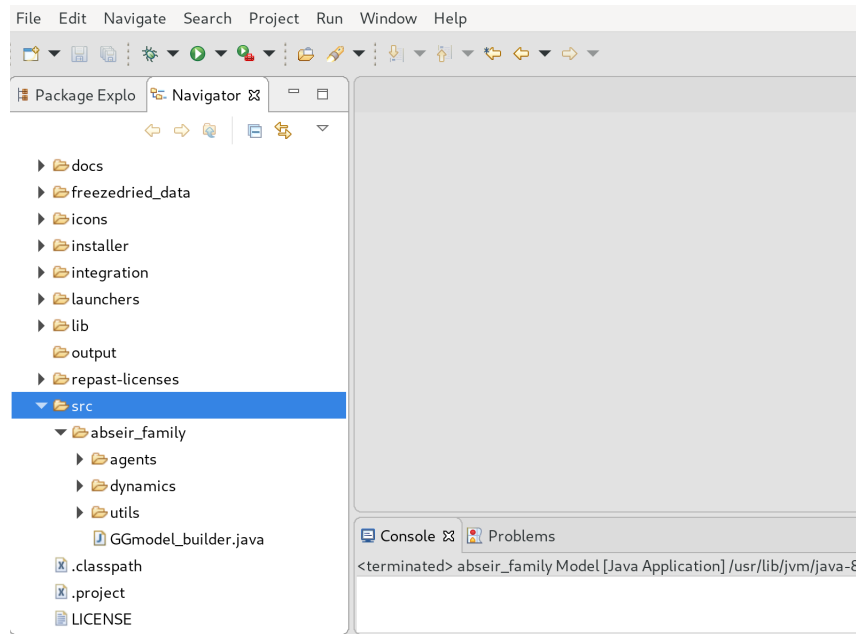 File Edit Navigate Search Project Run Window Help
Package Explo Navigator
docs
freezedried_data
icons
installer
integration
launchers
lib
output
repast-licenses
src
abseir_family
agents
dynamics
utils
GGmodel_builder.java
.classpath
.project
LICENSE
Console Problems
<terminated> abseir_family Model [Java Application] /usr/lib/jvm/java-8